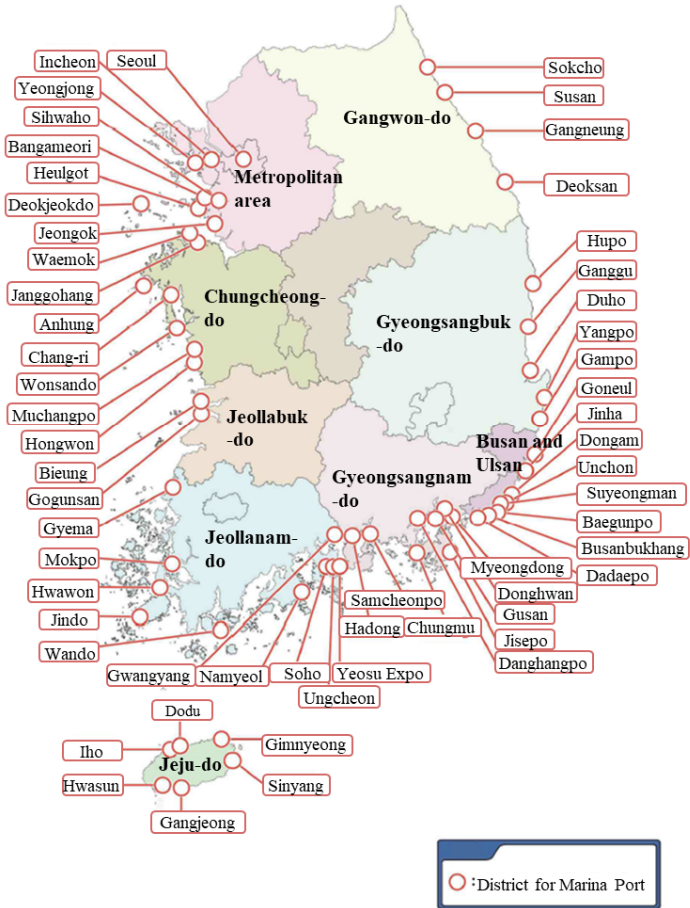 Incheon
Seoul
Yeongjong
Sihwaho
Bangameori
Heulgot
Deokjeokdo
Jeongok
Waemok
Janggohang
Anhung
Chang-ri
Wonsando
Muchangpo
Hongwon
Bieung
Gogunsan
Gyema
Mokpo
Hwawon
Jindo
Wando
Gwangyang
Namyeol
Soho
Ungcheon
Yeosu Expo
Hadong
Samcheonpo
Chungmu
Danghangpo
Jisepo
Gusan
Donghwan
Myeongdong
Dadaepo
Busanbukhang
Baegunpo
Suyeongman
Unchon
Dongam
Jinha
Goneul
Gampo
Yangpo
Duho
Ganggu
Hupo
Deoksan
Gangneung
Susan
Sokcho
Gangwon-do
Metropolitan
area
Chungcheong-
do
Gyeongsangbuk
-do
Jeollabuk
-do
Busan and
Ulsan
Gyeongsangnam
-do
Jeollanam-
do
Dodu
Iho
Gimnyeong
Jeju-do
Hwasun
Sinyang
Gangjeong
:District for Marina Port